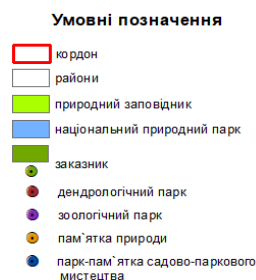 Умовні позначення
кордон
райони
природний заповідник
національний природний парк
заказник
дендрологічний парк
зоологічний парк
пам`ятка природи
парк-пам`ятка садово-паркового
мистецтва